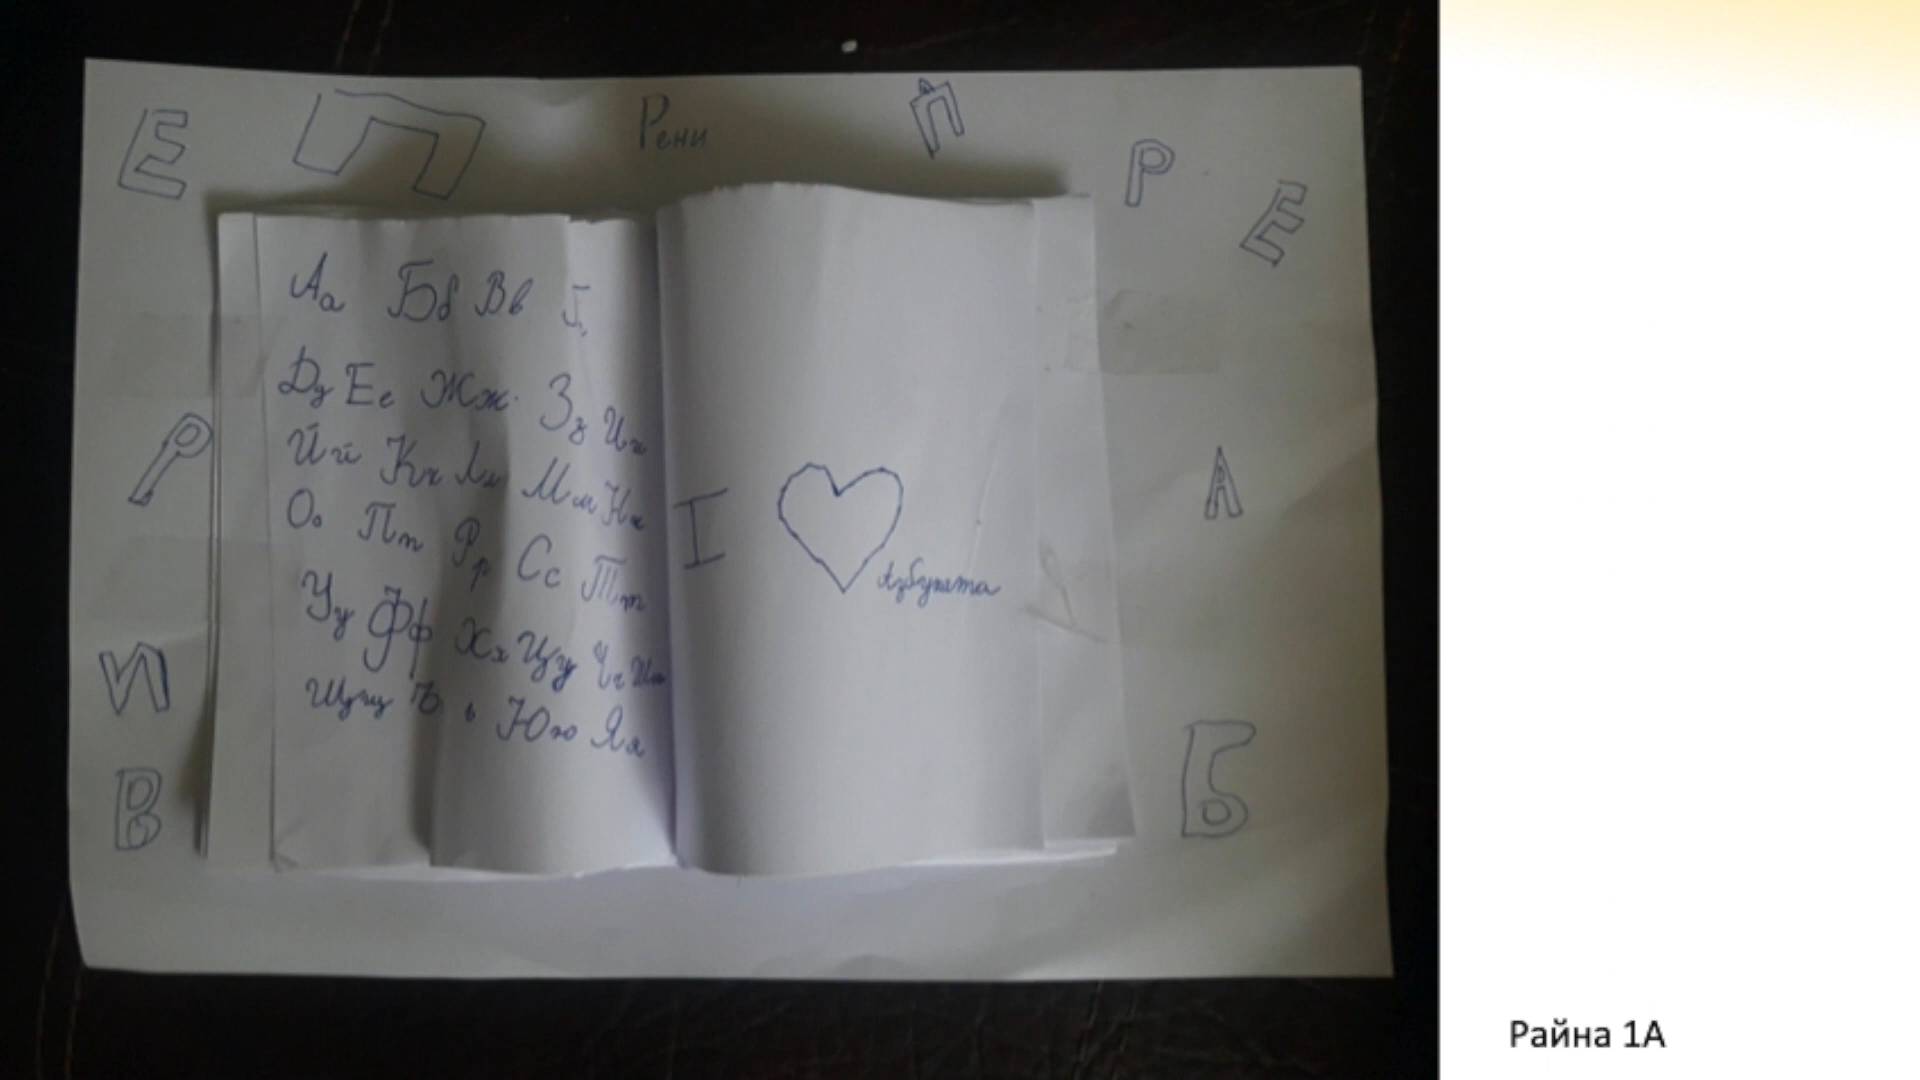 Е П Рени П Р Е
Аа Бб Вв Г
Дд Ее Жж Зз Ии
Йй Кк Лл Мм Нн
Оо Пп Рр Сс Тт
Уу Фф Хх Цц Чч Шш
Щщ Ъ ь Юю Яя
I
Азбуката
Р
И
В
А
Б
Райна 1А